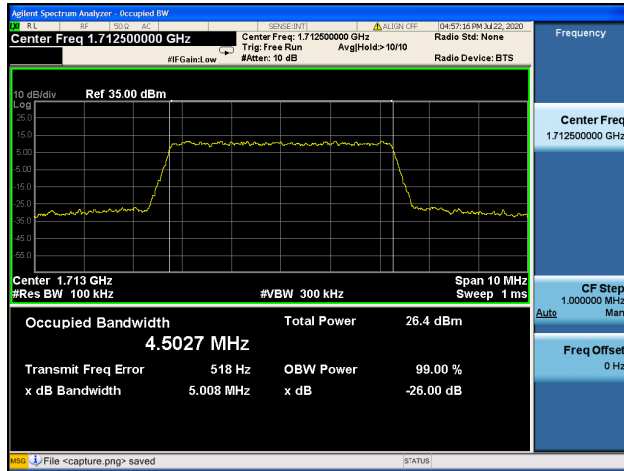 Agilent Spectrum Analyzer - Occupied BW
LXI RL RF 50 Ω AC SENSE:INT ALIGN OFF 04:57:16 PM Jul 22, 2020
Center Freq 1.712500000 GHz
Center Freq: 1.712500000 GHz
Radio Std: None
Trig: Free Run Avg|Hold:> 10/10
#IFGain:Low
#Atten: 10 dB
Radio Device: BTS
Frequency
10 dB/div Ref 35.00 dBm
Log
25.0
15.0
5.00
-5.00
-15.0
-25.0
-35.0
-45.0
-55.0
Center Freq
1.712500000 GHz
Center 1.713 GHz
Span 10 MHz
#Res BW 100 kHz
#VBW 300 kHz
Sweep 1 ms
CF Step
1.000000 MHz
Auto Man
Occupied Bandwidth
4.5027 MHz
Total Power 26.4 dBm
Transmit Freq Error 518 Hz
OBW Power 99.00 %
x dB Bandwidth 5.008 MHz
x dB -26.00 dB
Freq Offset
0 Hz
MSG File <capture.png> saved
STATUS